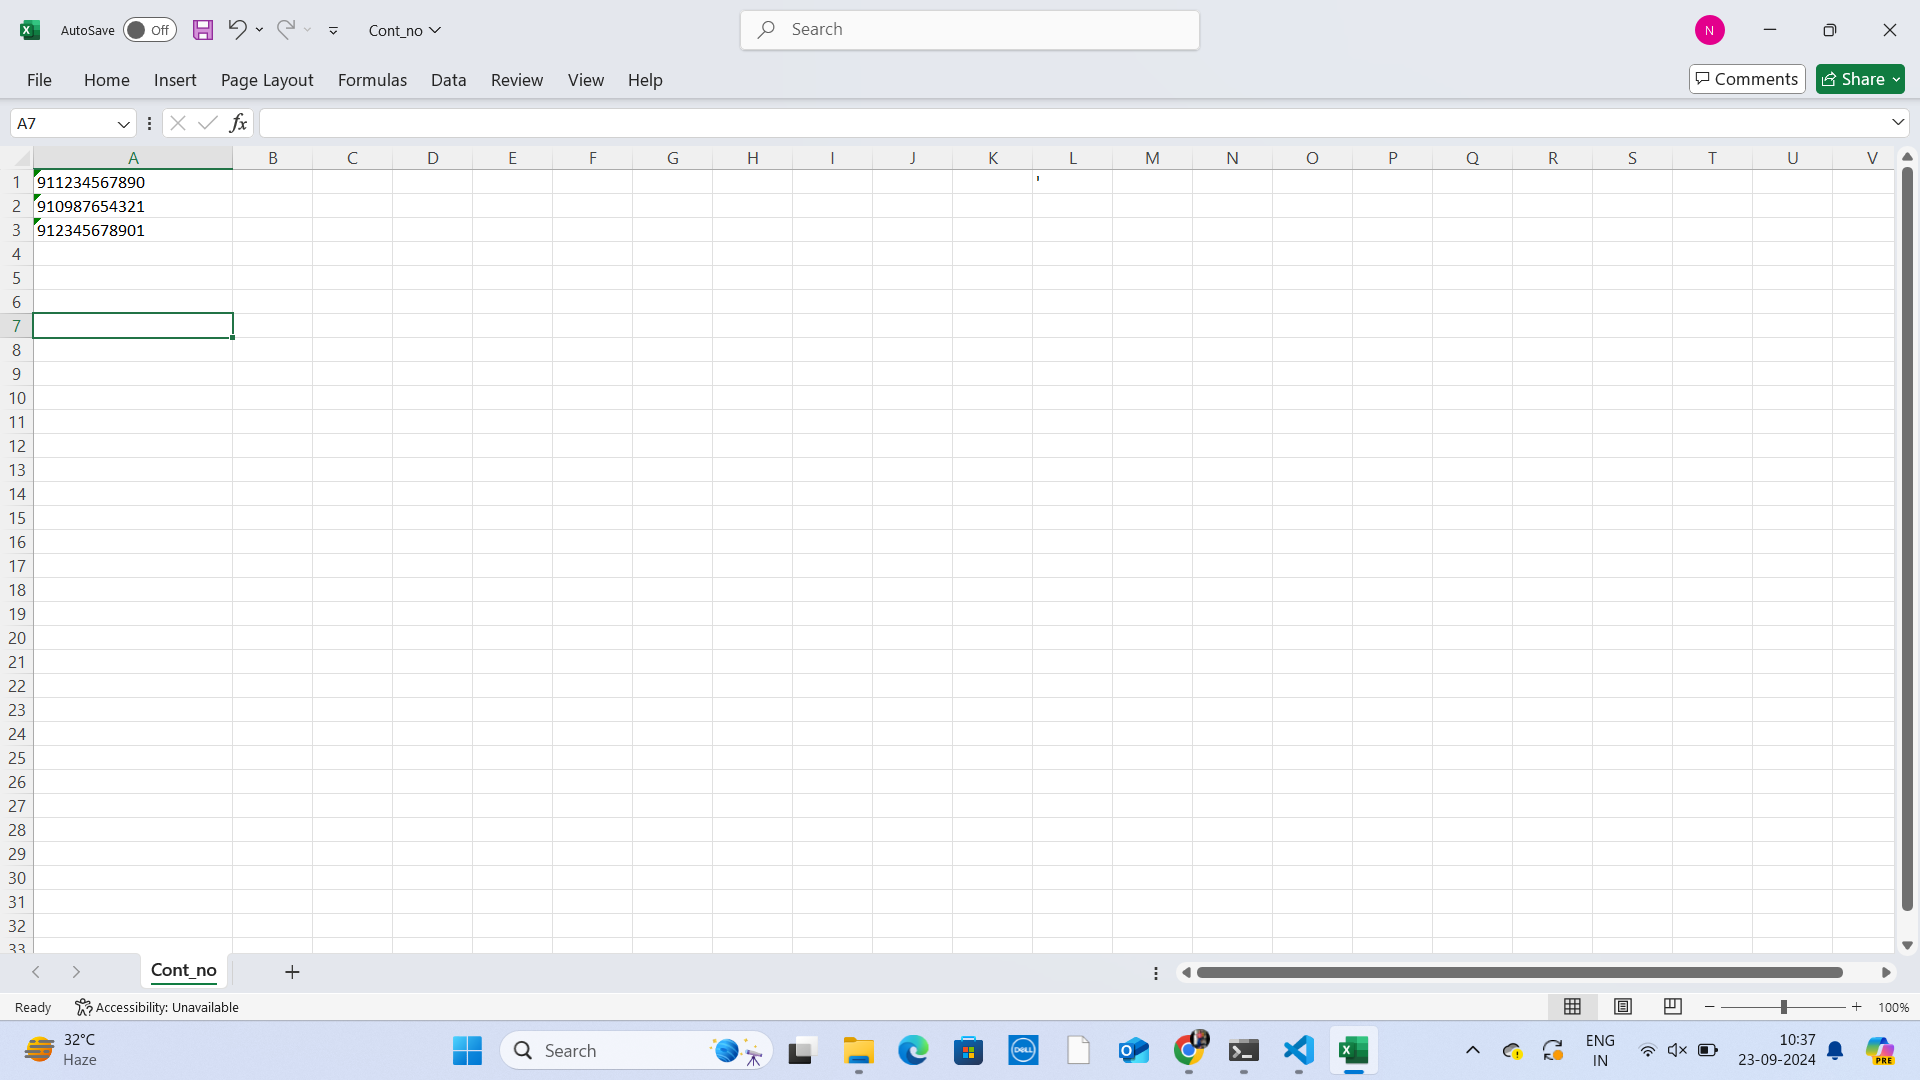 AutoSave Off Cont_no Search N
File Home Insert Page Layout Formulas Data Review View Help Comments Share
A7 fx
A B C D E F G H I J K L M N O P Q R S T U V
1 911234567890 '
2 910987654321
3 912345678901
4
5
6
7
8
9
10
11
12
13
14
15
16
17
18
19
20
21
22
23
24
25
26
27
28
29
30
31
32
33
Cont_no
Ready Accessibility: Unavailable 100%
32°C
Haze
Search
DELL
PRE
ENG
IN
10:37
23-09-2024